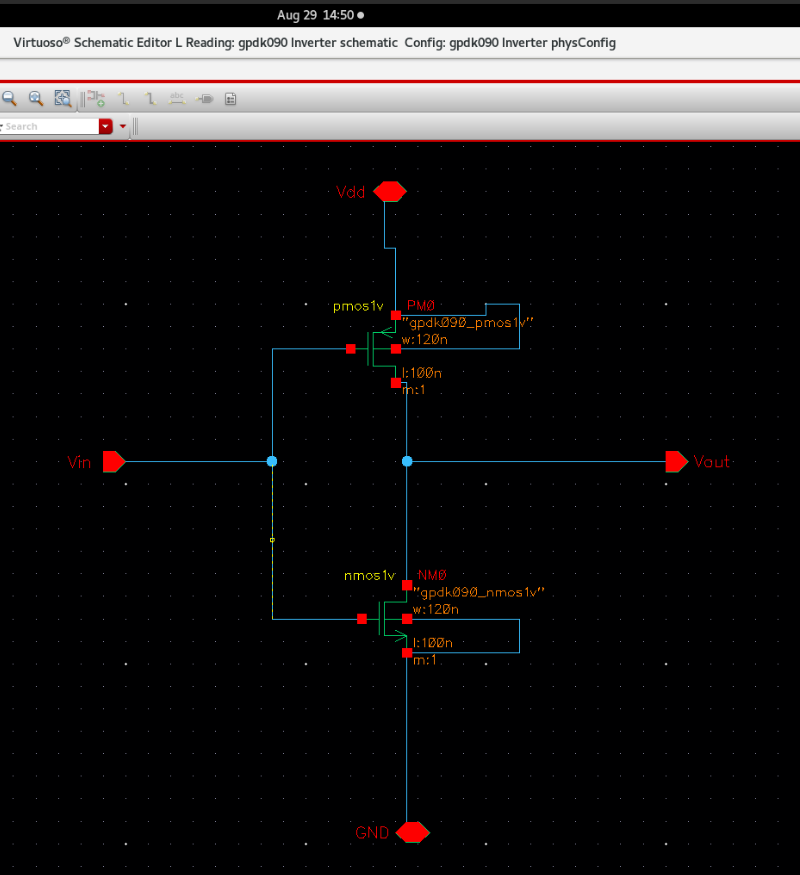 Aug 29 14:50
Virtuoso® Schematic Editor L Reading: gpdk090 Inverter schematic Config: gpdk090 Inverter physConfig
Search
Vdd
pmos1v PM0
"gpdk090_pmos1v"
w:120n
l:100n
m:1
Vin
Vout
nmos1v NM0
"gpdk090_nmos1v"
w:120n
l:100n
m:1
GND